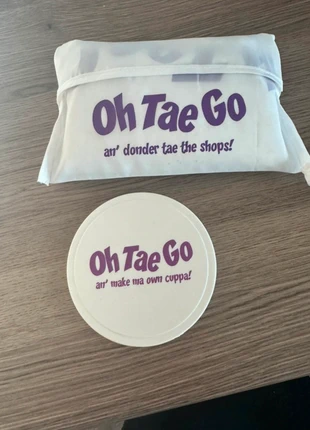 Oh Tae Go
an' donder tae the shops!
Oh Tae Go
an' make ma own cuppa!